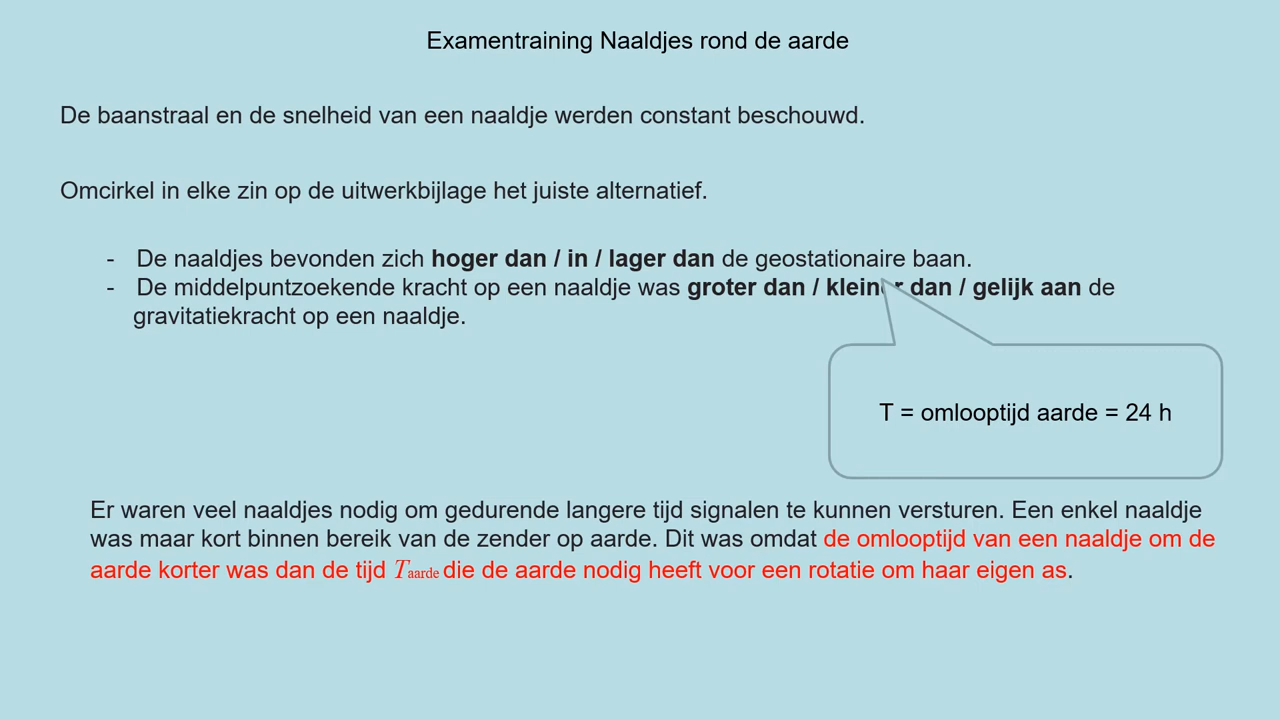 Examentraining Naaldjes rond de aarde
De baanstraal en de snelheid van een naaldje werden constant beschouwd.
Omcirkel in elke zin op de uitwerkbijlage het juiste alternatief.
- De naaldjes bevonden zich hoger dan / in / lager dan de geostationaire baan.
- De middelpuntzoekende kracht op een naaldje was groter dan / kleiner dan / gelijk aan de
gravitatiekracht op een naaldje.
T = omlooptijd aarde = 24 h
Er waren veel naaldjes nodig om gedurende langere tijd signalen te kunnen versturen. Een enkel naaldje
was maar kort binnen bereik van de zender op aarde. Dit was omdat de omlooptijd van een naaldje om de
aarde korter was dan de tijd Taarde die de aarde nodig heeft voor een rotatie om haar eigen as.